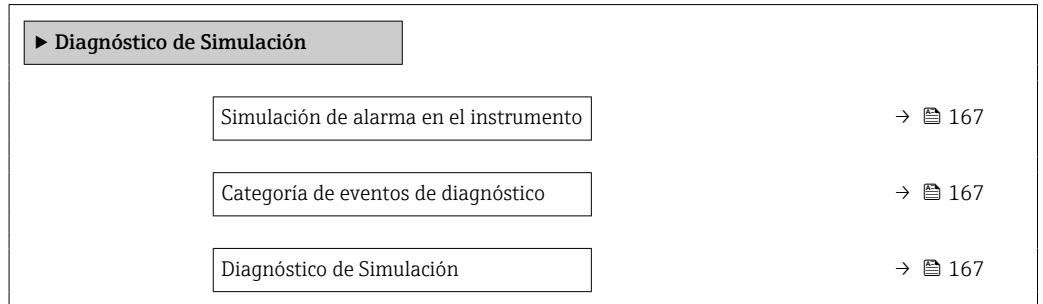 ▶ Diagnóstico de Simulación
Simulación de alarma en el instrumento → 167
Categoría de eventos de diagnóstico → 167
Diagnóstico de Simulación → 167